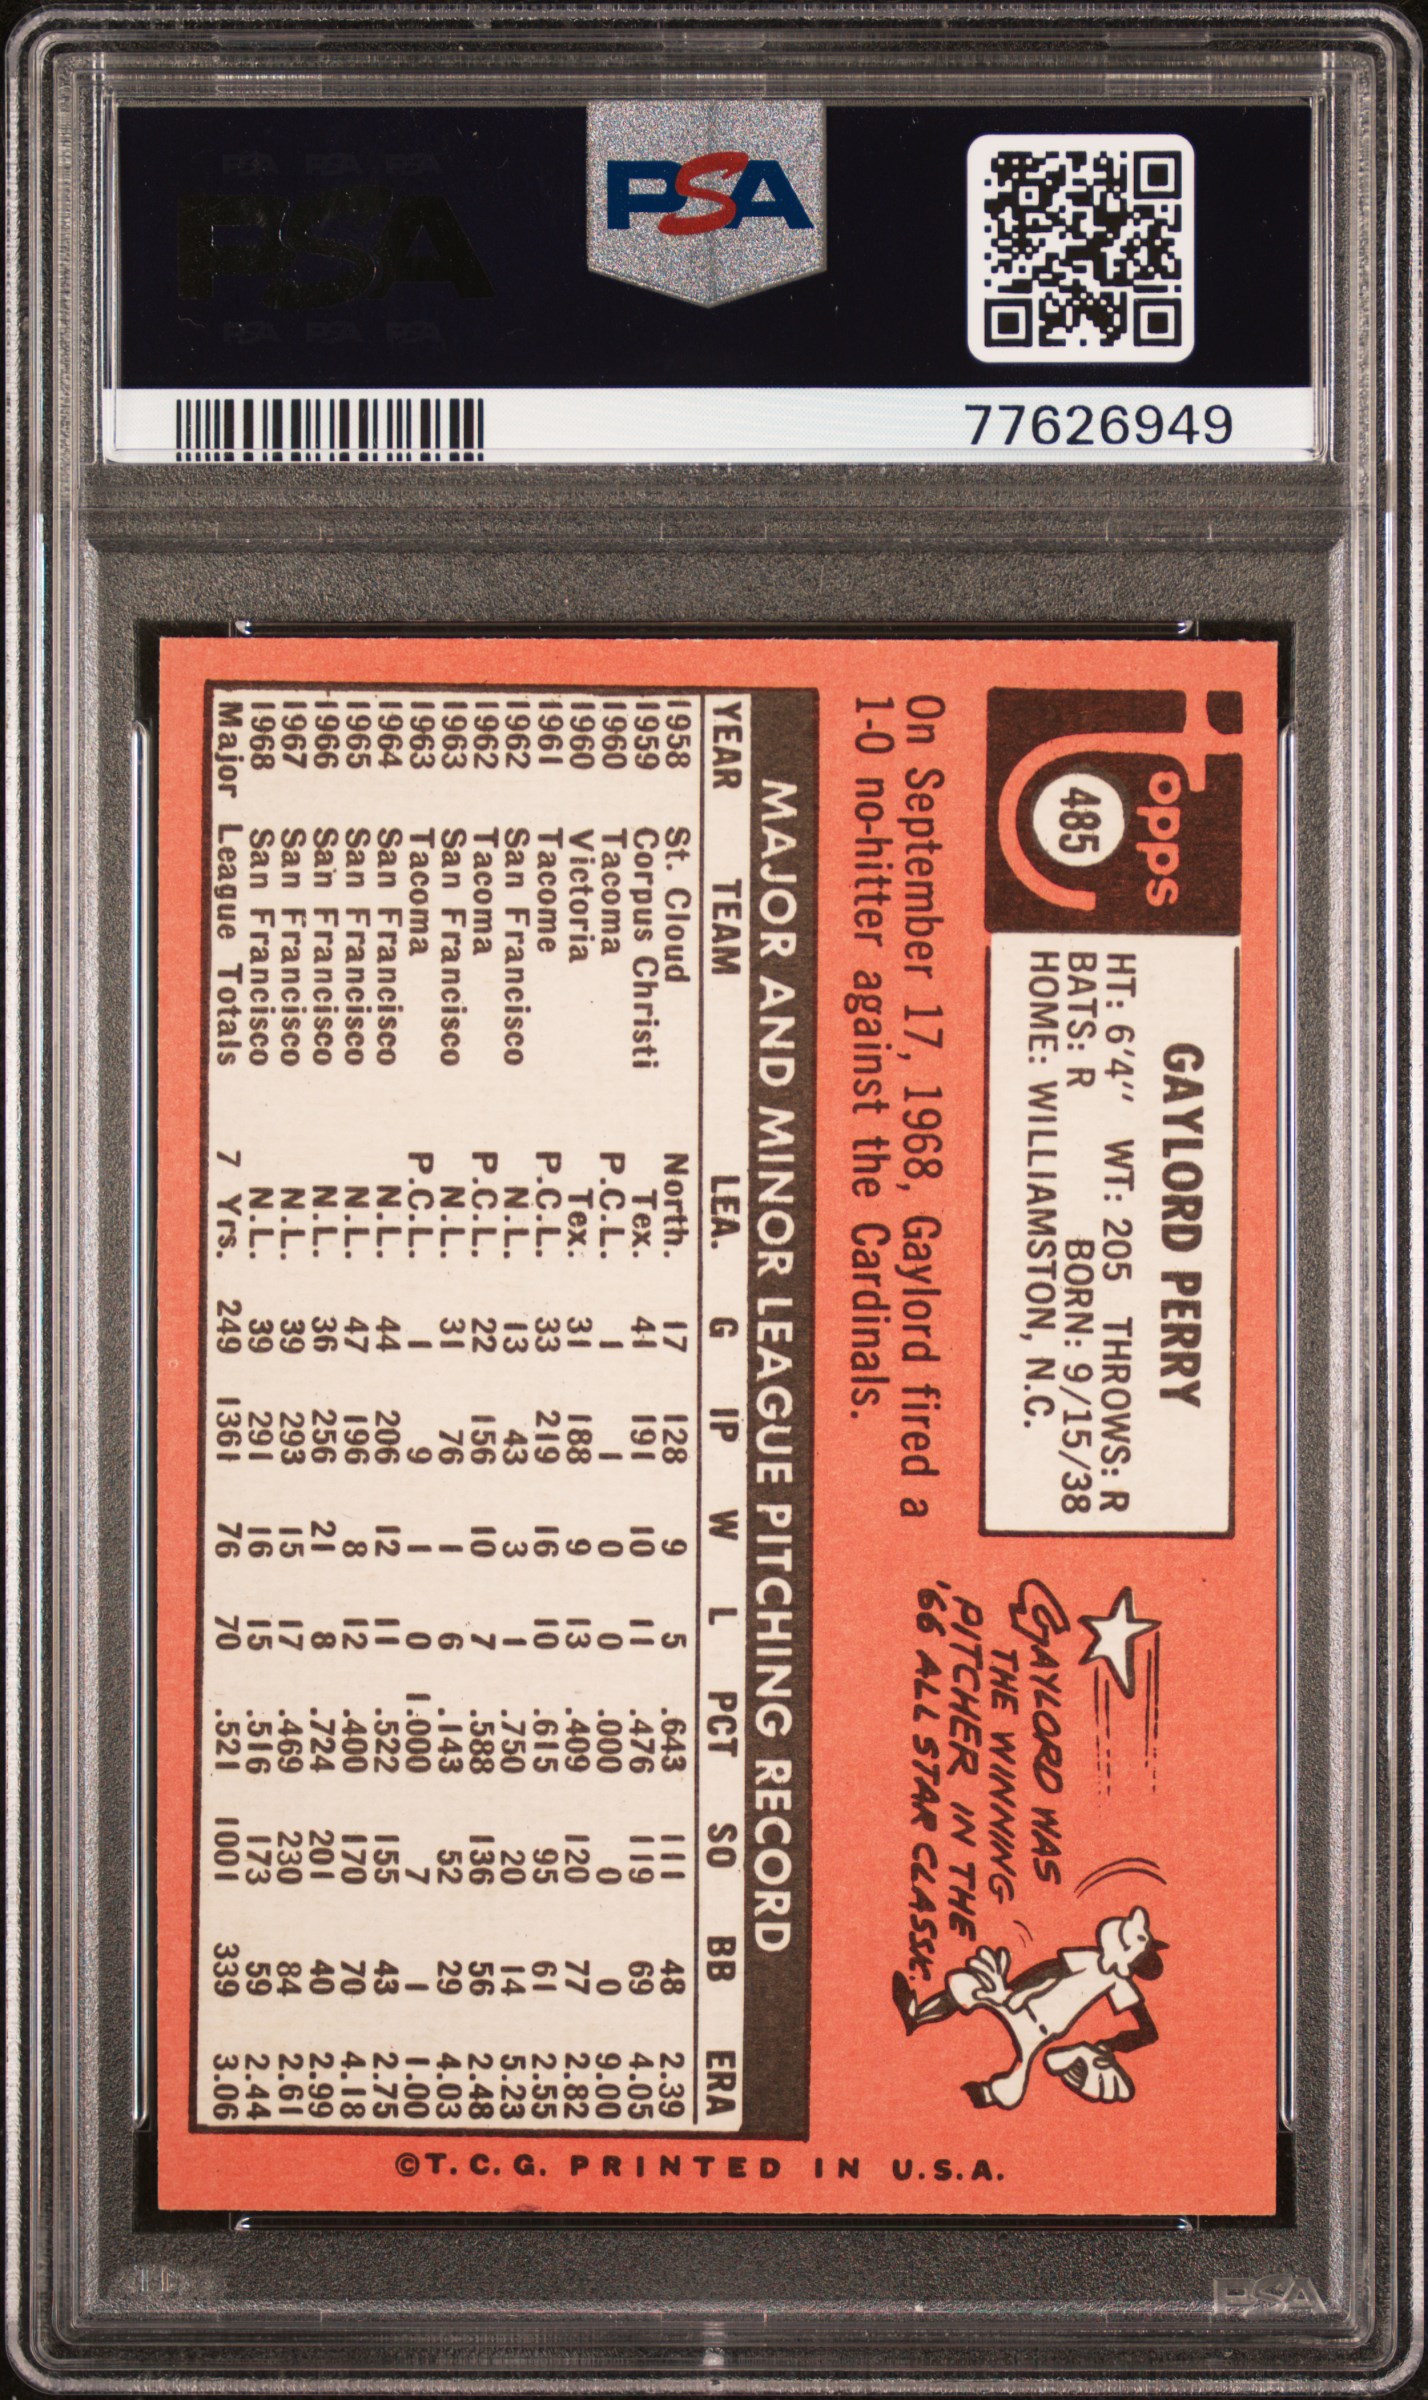 PSA PSA PSA
PSA
PSA PSA PSA
PSA
77626949
Topps
485
GAYLORD PERRY
HT: 6'4" WT: 205 THROWS: R
BATS: R BORN: 9/15/38
HOME: WILLIAMSTON, N.C.
On September 17, 1968, Gaylord fired a
1-0 no-hitter against the Cardinals.
GAYLORD WAS
THE WINNING
PITCHER IN THE
'66 ALL STAR CLASSIC.
MAJOR AND MINOR LEAGUE PITCHING RECORD
YEAR TEAM LEA. G IP W L PCT SO BB ERA
1958 St. Cloud North. 17 128 9 5 .643 111 48 2.39
1959 Corpus Christi Tex. 41 191 10 11 .476 119 69 4.05
1960 Tacoma P.C.L. 1 1 0 0 .000 0 0 9.00
1960 Victoria Tex. 31 188 9 13 .409 120 77 2.82
1961 Tacome P.C.L. 33 219 16 10 .615 95 61 2.55
1962 San Francisco N.L. 13 43 3 1 .750 20 14 5.23
1962 Tacoma P.C.L. 22 156 10 7 .588 136 56 2.48
1963 San Francisco N.L. 31 76 1 6 .143 52 29 4.03
1963 Tacoma P.C.L. 1 9 1 0 1.000 7 1 1.00
1964 San Francisco N.L. 44 206 12 11 .522 155 43 2.75
1965 San Francisco N.L. 47 196 8 12 .400 170 70 4.18
1966 San Francisco N.L. 36 256 21 8 .724 201 40 2.99
1967 San Francisco N.L. 39 293 15 17 .469 230 84 2.61
1968 San Francisco N.L. 39 291 16 15 .516 173 59 2.44
Major League Totals 7 Yrs. 249 1361 76 70 .521 1001 339 3.06
©T.C.G. PRINTED IN U.S.A.
PSA